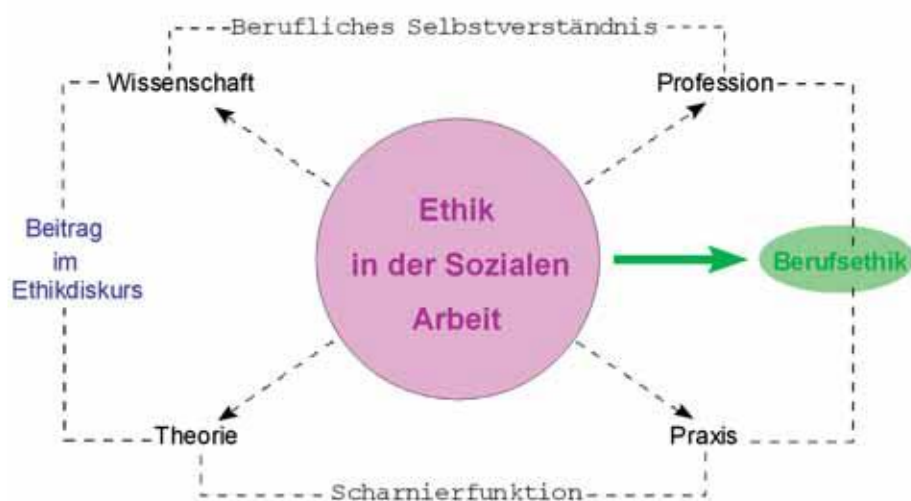 Berufliches Selbstverständnis
Wissenschaft
Profession
Ethik
in der Sozialen
Arbeit
Beitrag
im
Ethikdiskurs
Berufsethik
Theorie
Praxis
Scharnierfunktion